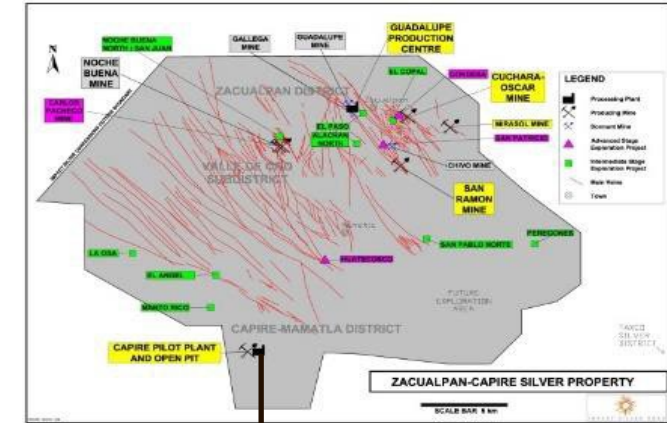 NOCHE BUENA
NORTH / SAN JUAN
GALLEGA
MINE
GUADALUPE
MINE
GUADALUPE
PRODUCTION
CENTRE
N
NOCHE
BUENA
MINE
EL COPAL
GONDESA
CUCHARA-
OSCAR
MINE
LEGEND
Processing Plant
Producing Mine
Dormant Mine
Advanced Stage
Exploration Project
Intermediate Stage
Exploration Project
Main Veins
Town
ZACUALPAN DISTRICT
Zacualpan
CARLOS
PACHECO
MINE
EL PASO
ALACRAN
NORTH
MIRASOL MINE
SAN PATRICIO
CHIVO MINE
VALLE DE ORO
SUBDISTRICT
SAN
RAMON
MINE
SAN PABLO NORTE
PEREGONES
LA OSA
EL ANGEL
HUATECOSCO
MANTO RICO
FUTURE
EXPLORATION
AREA
CAPIRE-MAMATLA DISTRICT
TAXCO
SILVER
DISTRICT
CAPIRE PILOT PLANT
AND OPEN PIT
ZACUALPAN-CAPIRE SILVER PROPERTY
SCALE BAR 5 km